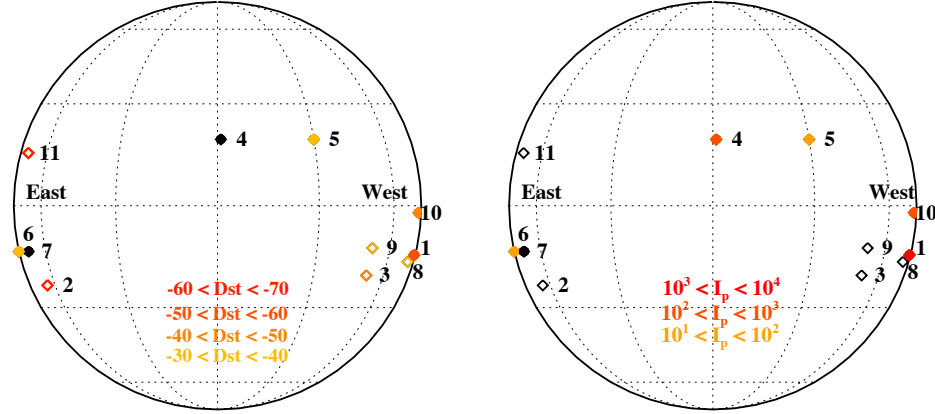 4
5
11
East
West
10
6
7
9
1
8
3
2
-60 < Dst < -70
-50 < Dst < -60
-40 < Dst < -50
-30 < Dst < -40
4
5
11
East
West
10
6
7
9
1
8
3
2
10³ < Iₚ < 10⁴
10² < Iₚ < 10³
10¹ < Iₚ < 10²